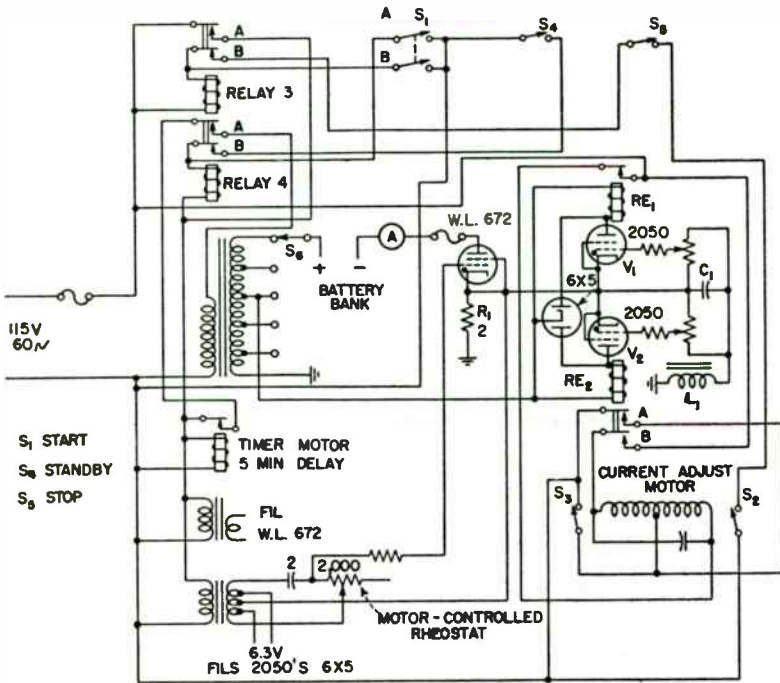 A S₁ S₄ S₅
A
B
B
RELAY 3
A
B
RELAY 4
RE₁
S₆
A
W.L. 672
2050
V₁
C₁
+ −
BATTERY
BANK
6X5
R₁
2
2050
V₂
115V
60~
RE₂
L₁
A
B
S₁ START
S₄ STANDBY
S₅ STOP
TIMER MOTOR
5 MIN DELAY
CURRENT ADJUST
MOTOR
S₃
S₂
FIL
W.L. 672
2
2,000
MOTOR-CONTROLLED
RHEOSTAT
6.3V
FILS 2050'S 6X5